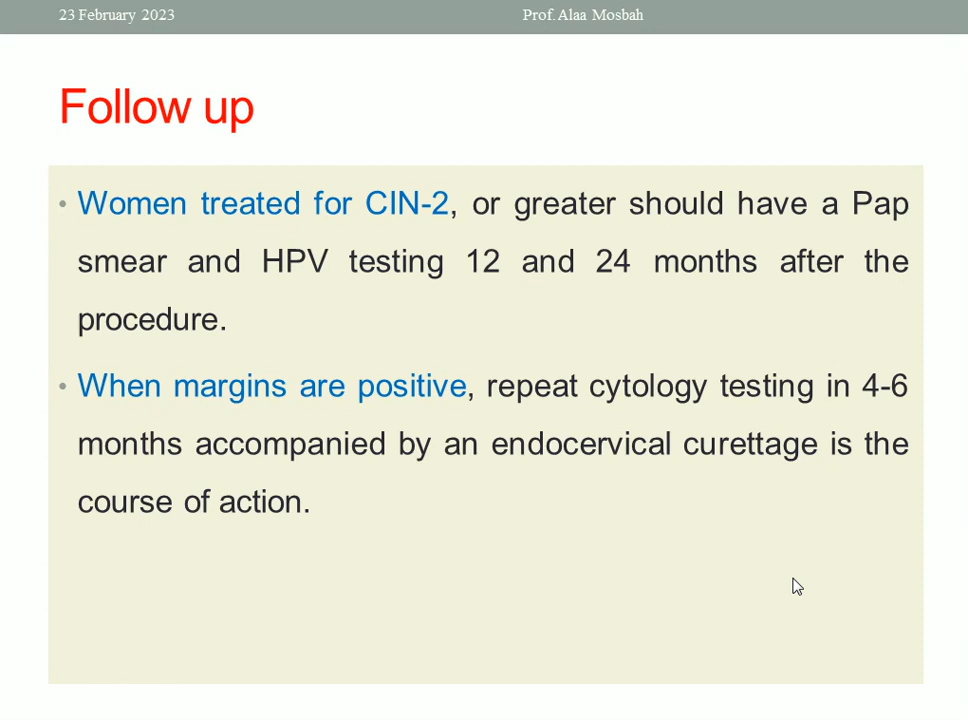 23 February 2023 Prof. Alaa Mosbah
Follow up
• Women treated for CIN-2, or greater should have a Pap
smear and HPV testing 12 and 24 months after the
procedure.
• When margins are positive, repeat cytology testing in 4-6
months accompanied by an endocervical curettage is the
course of action.